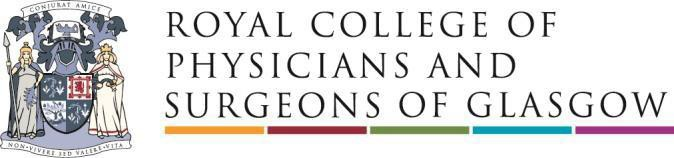 CONJURAT AMICE
NON·VIVERE SED VALERE·VITA
ROYAL COLLEGE OF
PHYSICIANS AND
SURGEONS OF GLASGOW